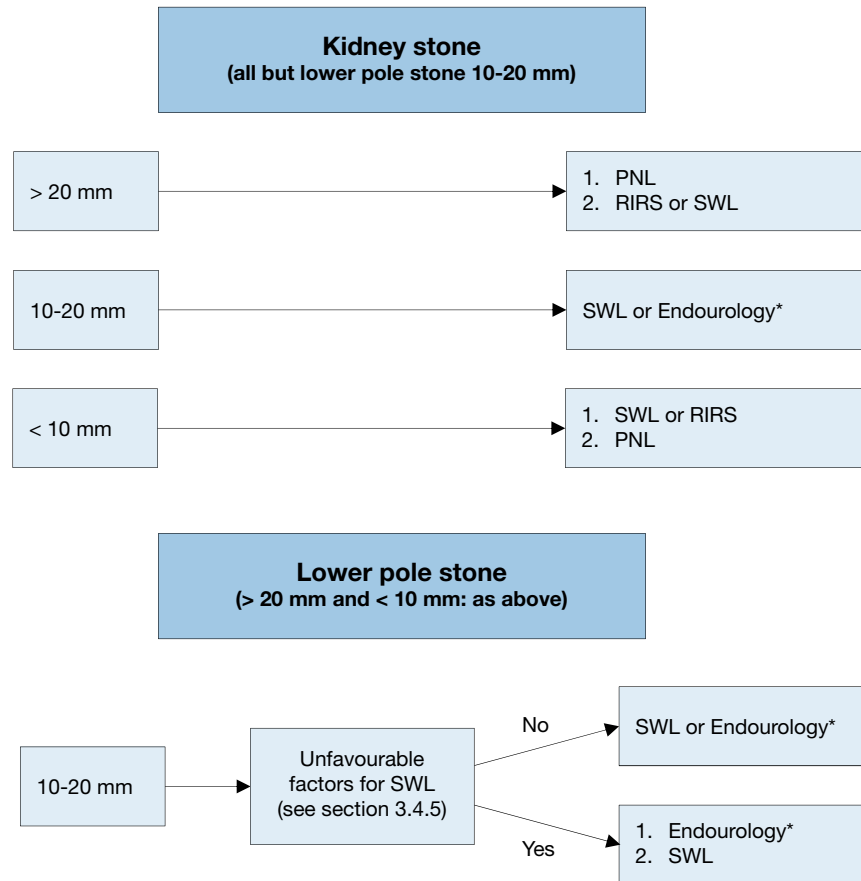 Kidney stone
(all but lower pole stone 10-20 mm)
> 20 mm
1. PNL
2. RIRS or SWL
10-20 mm
SWL or Endourology*
< 10 mm
1. SWL or RIRS
2. PNL
Lower pole stone
(> 20 mm and < 10 mm: as above)
10-20 mm
Unfavourable
factors for SWL
(see section 3.4.5)
No
SWL or Endourology*
Yes
1. Endourology*
2. SWL